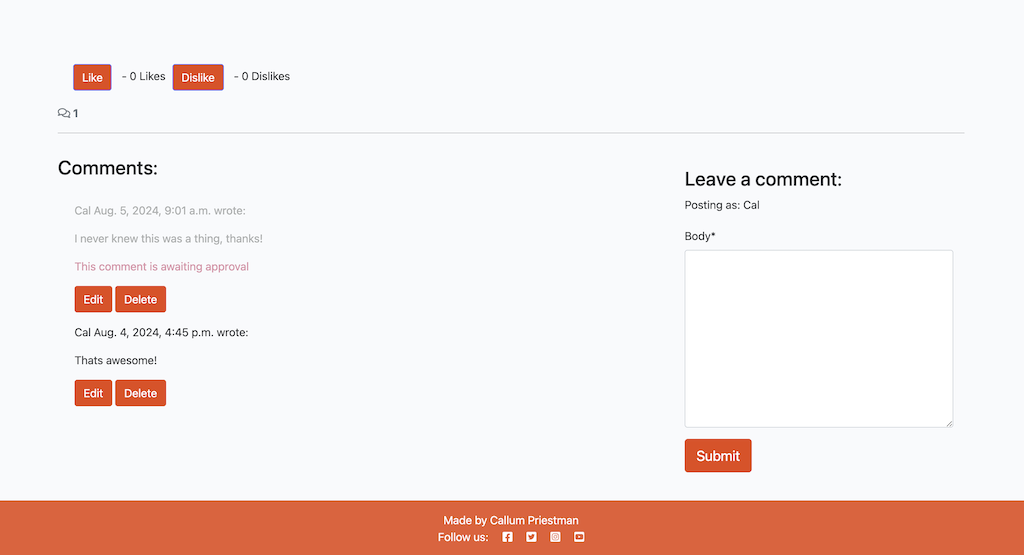 Like - 0 Likes Dislike - 0 Dislikes
1
Comments:
Cal Aug. 5, 2024, 9:01 a.m. wrote:
I never knew this was a thing, thanks!
This comment is awaiting approval
Edit Delete
Cal Aug. 4, 2024, 4:45 p.m. wrote:
Thats awesome!
Edit Delete
Leave a comment:
Posting as: Cal
Body*
Submit
Made by Callum Priestman
Follow us: